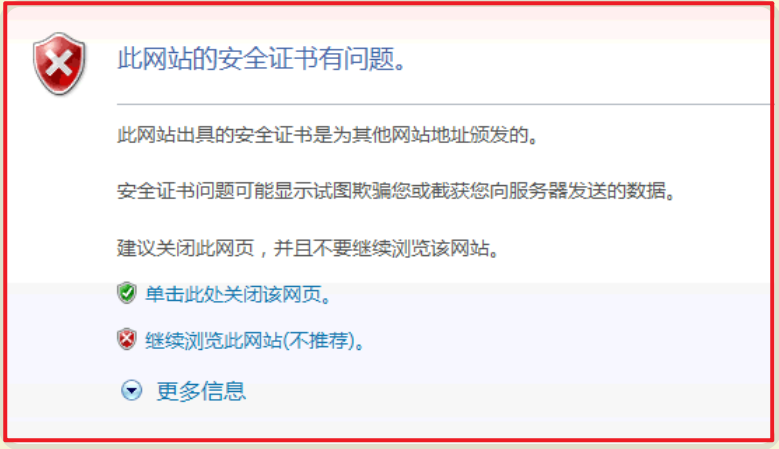 此网站的安全证书有问题。
此网站出具的安全证书是为其他网站地址颁发的。
安全证书问题可能显示试图欺骗您或截获您向服务器发送的数据。
建议关闭此网页，并且不要继续浏览该网站。
单击此处关闭该网页。
继续浏览此网站(不推荐)。
更多信息